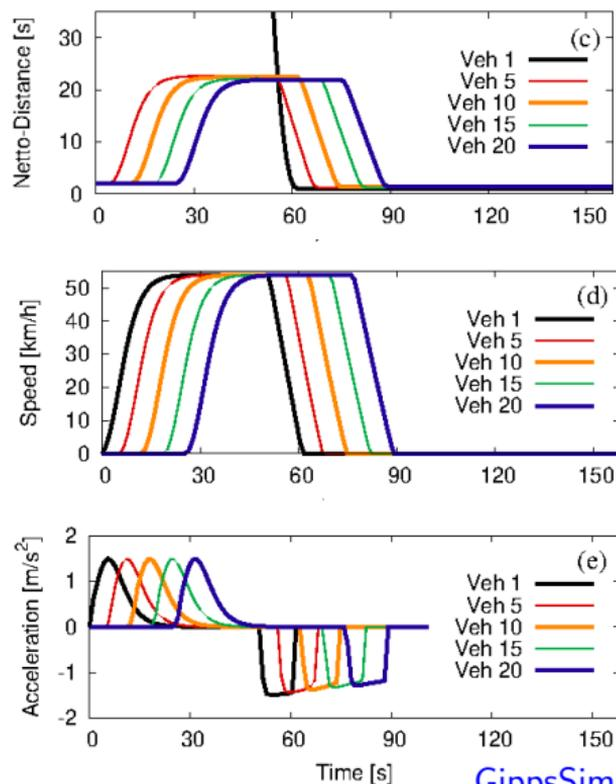 (c)
Netto-Distance [s]
30
20
10
0
Veh 1
Veh 5
Veh 10
Veh 15
Veh 20
0 30 60 90 120 150
(d)
Speed [km/h]
50
40
30
20
10
0
Veh 1
Veh 5
Veh 10
Veh 15
Veh 20
0 30 60 90 120 150
(e)
Acceleration [m/s²]
2
1
0
-1
-2
Veh 1
Veh 5
Veh 10
Veh 15
Veh 20
0 30 60 90 120 150
Time [s]
GippsSim